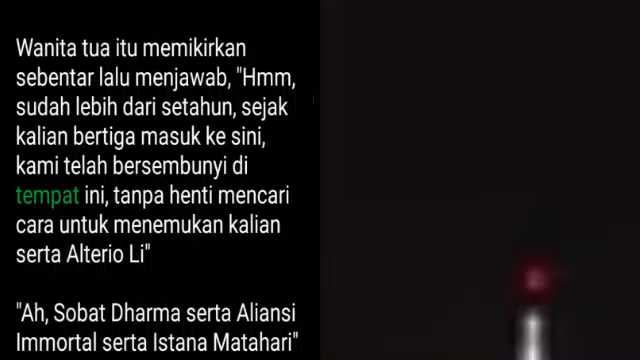 Wanita tua itu memikirkan
sebentar lalu menjawab, "Hmm,
sudah lebih dari setahun, sejak
kalian bertiga masuk ke sini,
kami telah bersembunyi di
tempat ini, tanpa henti mencari
cara untuk menemukan kalian
serta Alterio Li"
"Ah, Sobat Dharma serta Aliansi
Immortal serta Istana Matahari"